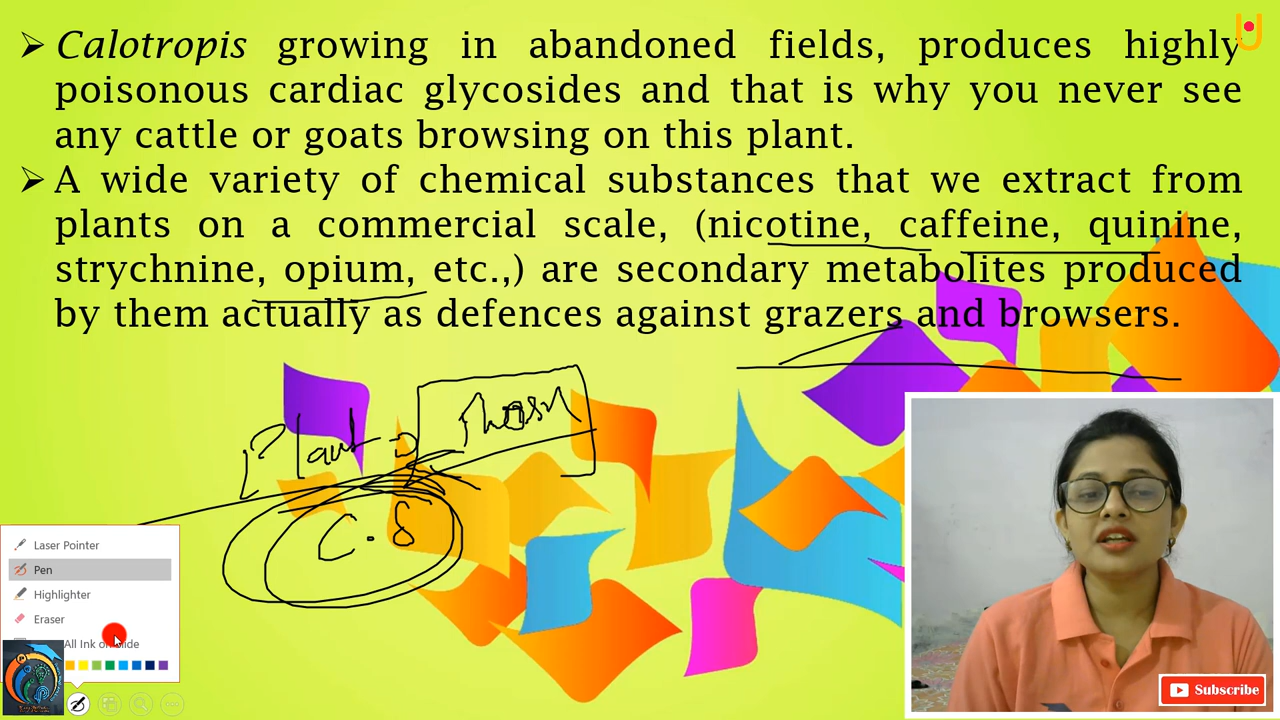 ➢ Calotropis growing in abandoned fields, produces highly
poisonous cardiac glycosides and that is why you never see
any cattle or goats browsing on this plant.
➢ A wide variety of chemical substances that we extract from
plants on a commercial scale, (nicotine, caffeine, quinine,
strychnine, opium, etc.,) are secondary metabolites produced
by them actually as defences against grazers and browsers.
Plant
C.S
Laser Pointer
Pen
Highlighter
Eraser
All Ink on Slide
Subscribe